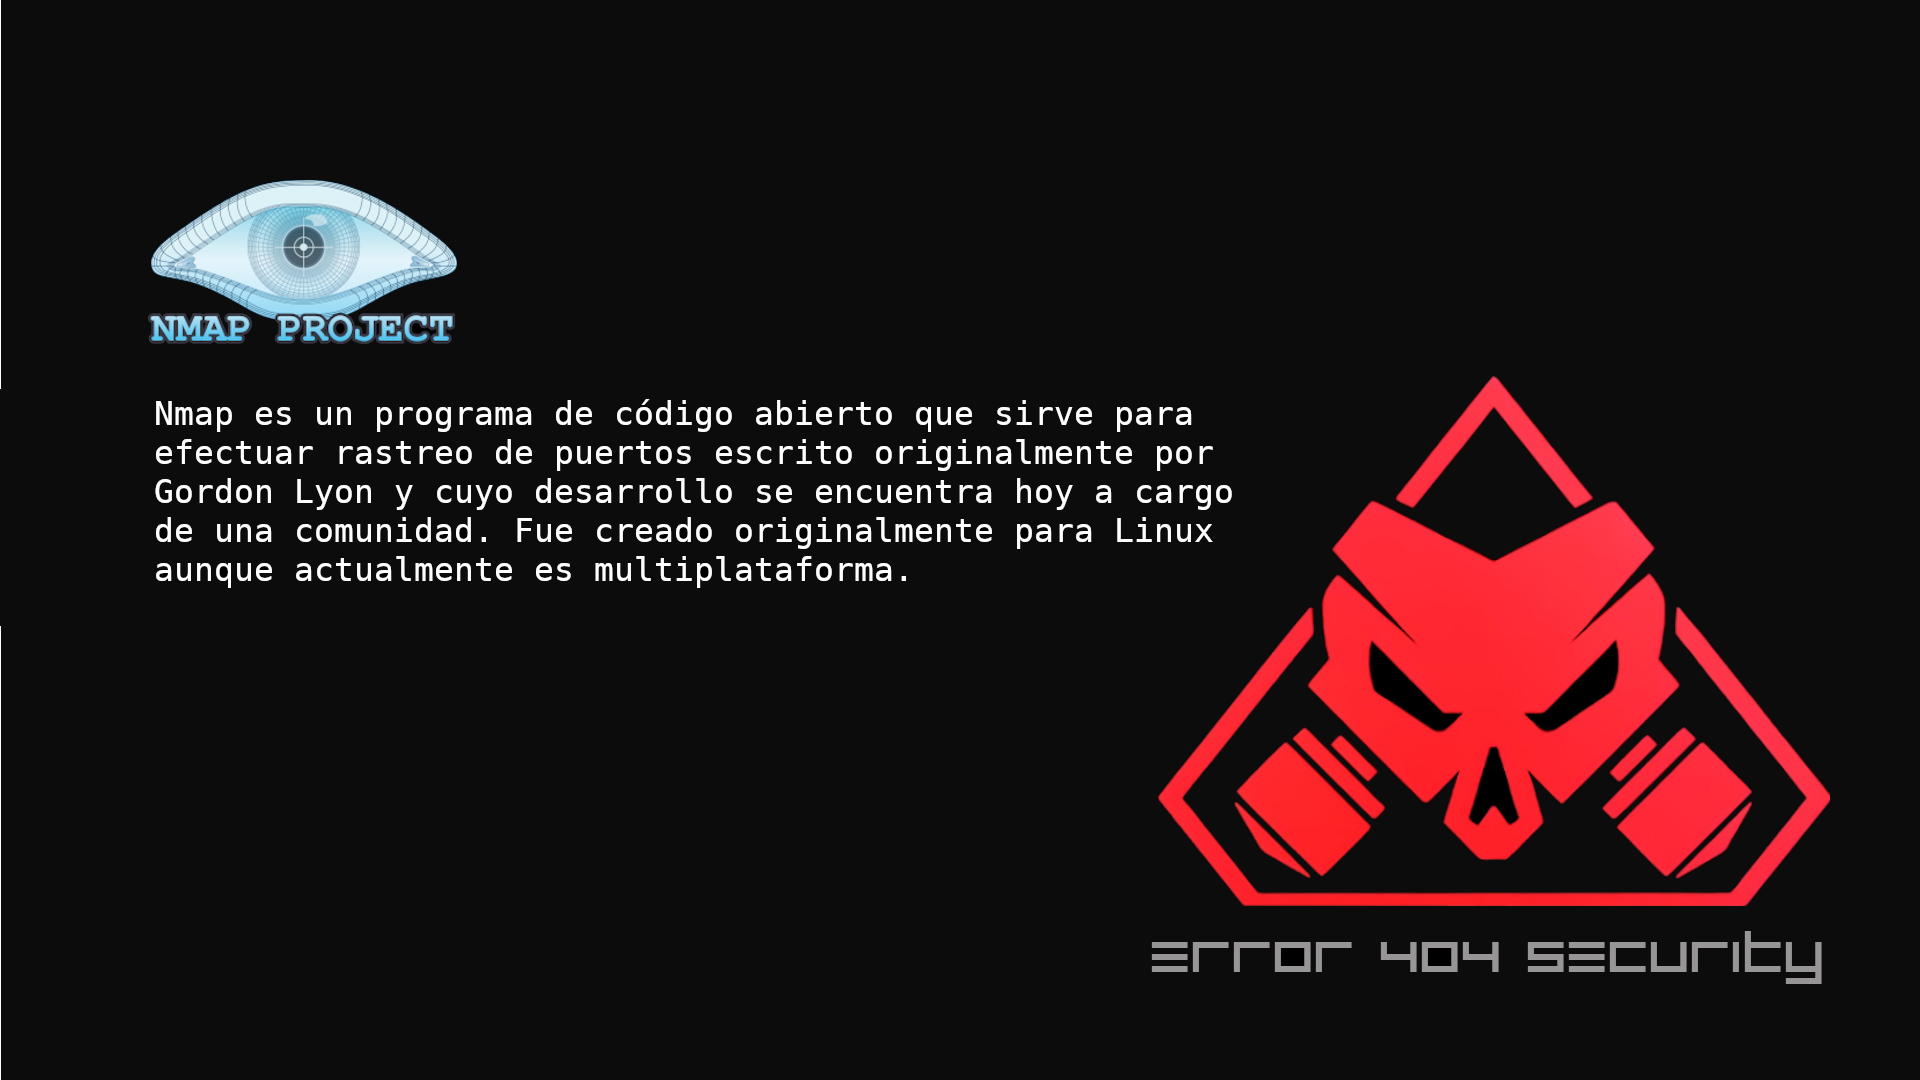 NMAP PROJECT
Nmap es un programa de código abierto que sirve para
efectuar rastreo de puertos escrito originalmente por
Gordon Lyon y cuyo desarrollo se encuentra hoy a cargo
de una comunidad. Fue creado originalmente para Linux
aunque actualmente es multiplataforma.
Error 404 Security